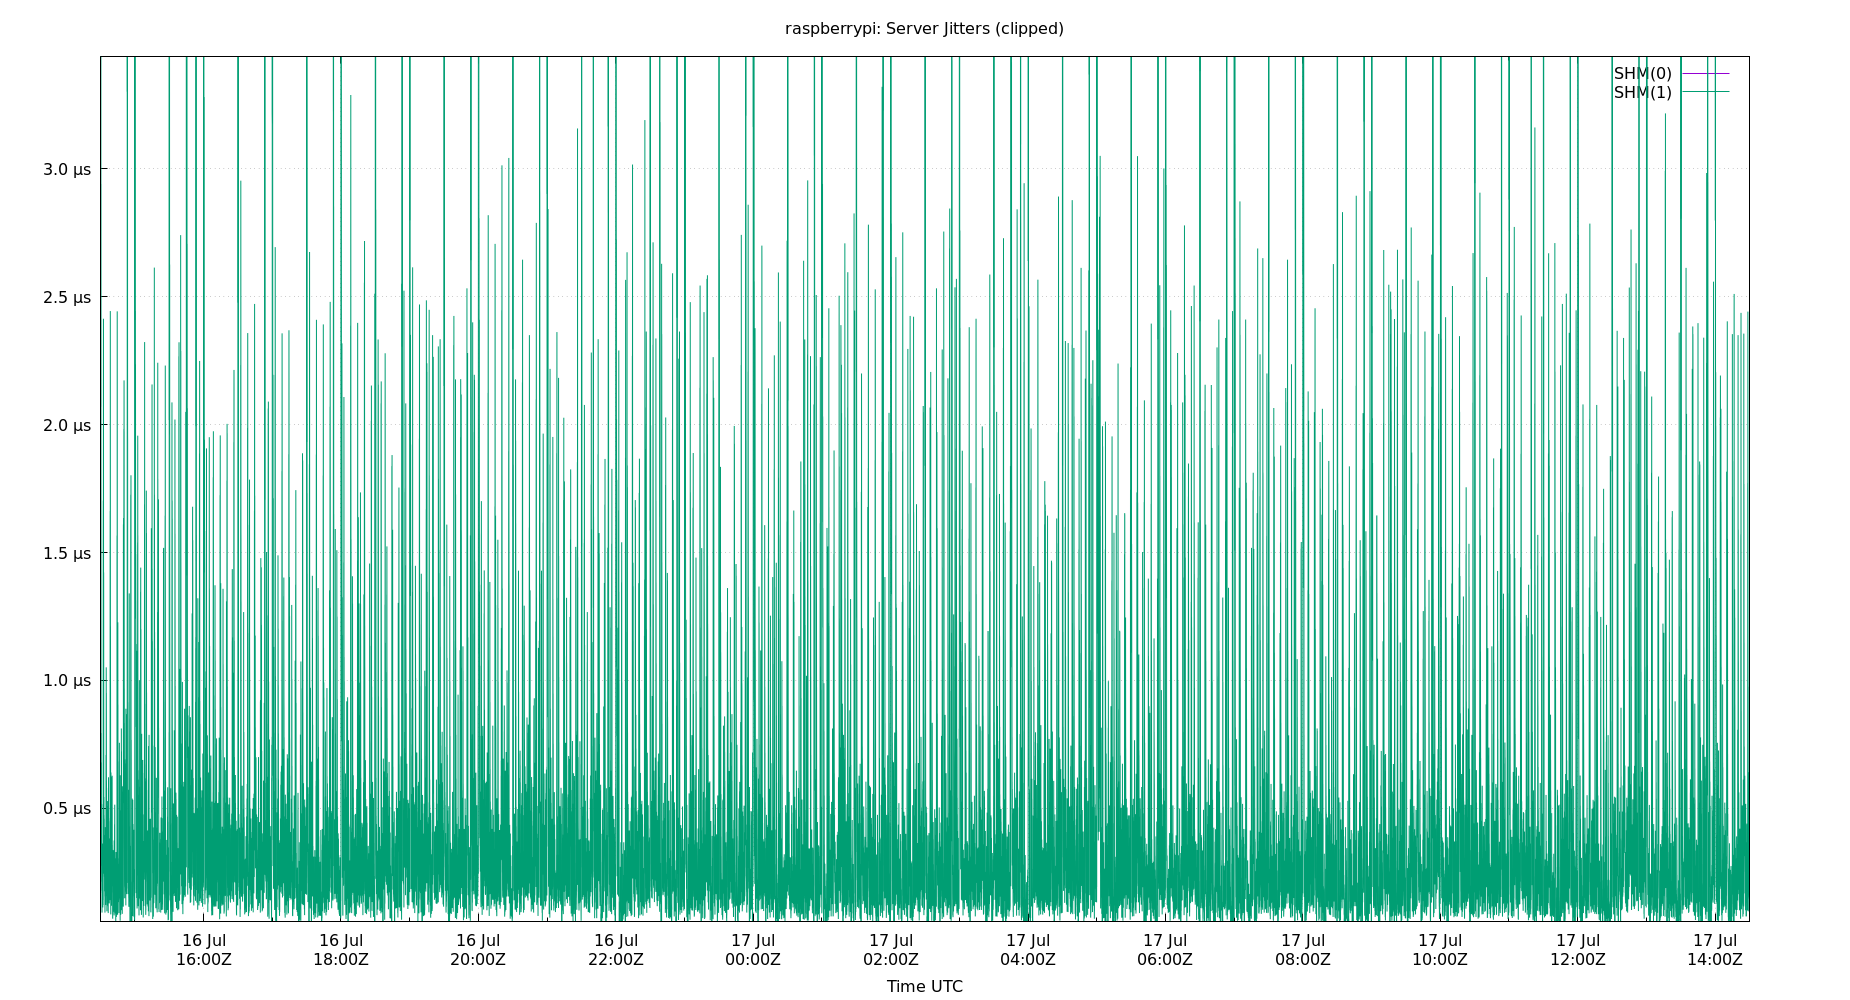 raspberrypi: Server Jitters (clipped)
SHM(0)
SHM(1)
3.0 µs
2.5 µs
2.0 µs
1.5 µs
1.0 µs
0.5 µs
16 Jul 16 Jul 16 Jul 16 Jul 17 Jul 17 Jul 17 Jul 17 Jul 17 Jul 17 Jul 17 Jul 17 Jul
16:00Z 18:00Z 20:00Z 22:00Z 00:00Z 02:00Z 04:00Z 06:00Z 08:00Z 10:00Z 12:00Z 14:00Z
Time UTC